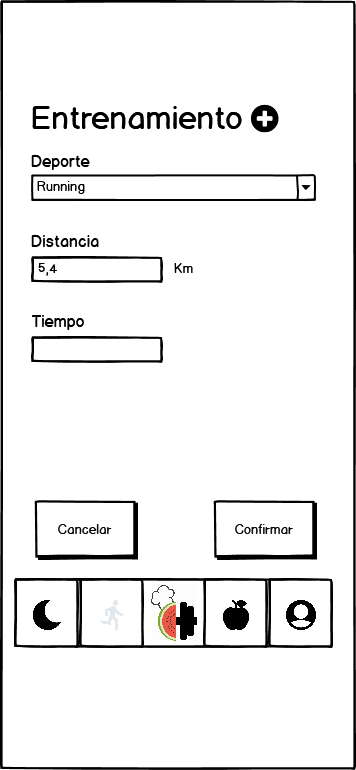 Entrenamiento
Deporte
Running
Distancia
5,4 Km
Tiempo
Cancelar Confirmar